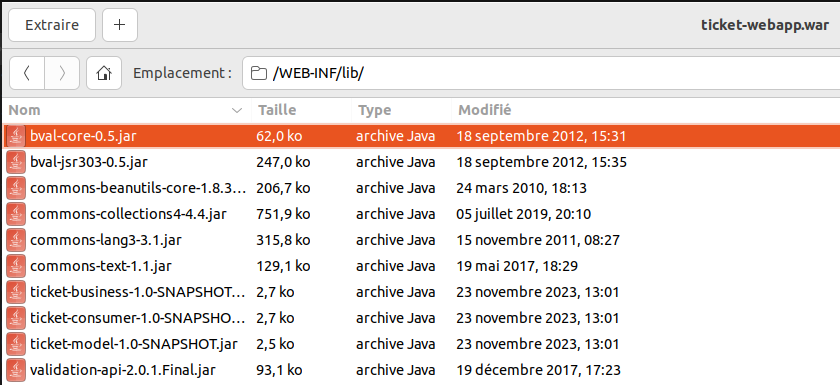 Extraire + ticket-webapp.war
Emplacement : /WEB-INF/lib/
Nom Taille Type Modifié
bval-core-0.5.jar 62,0 ko archive Java 18 septembre 2012, 15:31
bval-jsr303-0.5.jar 247,0 ko archive Java 18 septembre 2012, 15:35
commons-beanutils-core-1.8.3… 206,7 ko archive Java 24 mars 2010, 18:13
commons-collections4-4.4.jar 751,9 ko archive Java 05 juillet 2019, 20:10
commons-lang3-3.1.jar 315,8 ko archive Java 15 novembre 2011, 08:27
commons-text-1.1.jar 129,1 ko archive Java 19 mai 2017, 18:29
ticket-business-1.0-SNAPSHOT… 2,7 ko archive Java 23 novembre 2023, 13:01
ticket-consumer-1.0-SNAPSHO… 2,7 ko archive Java 23 novembre 2023, 13:01
ticket-model-1.0-SNAPSHOT.jar 2,5 ko archive Java 23 novembre 2023, 13:01
validation-api-2.0.1.Final.jar 93,1 ko archive Java 19 décembre 2017, 17:23